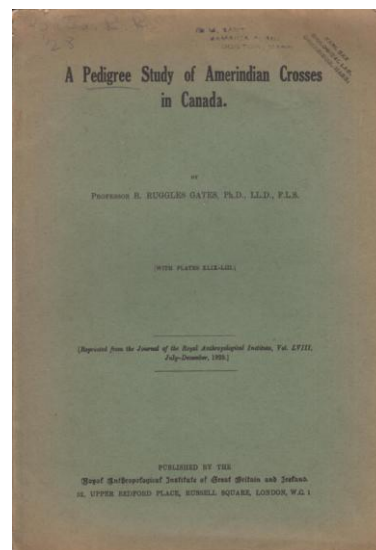 A Pedigree Study of Amerindian Crosses
in Canada.
BY
PROFESSOR R. RUGGLES GATES, Ph.D., LL.D., F.L.S.
[WITH PLATES XLIX-LIII.]
[Reprinted from the Journal of the Royal Anthropological Institute, Vol. LVIII,
July-December, 1928.]
PUBLISHED BY THE
Royal Anthropological Institute of Great Britain and Ireland.
52, UPPER BEDFORD PLACE, RUSSELL SQUARE, LONDON, W.C. 1